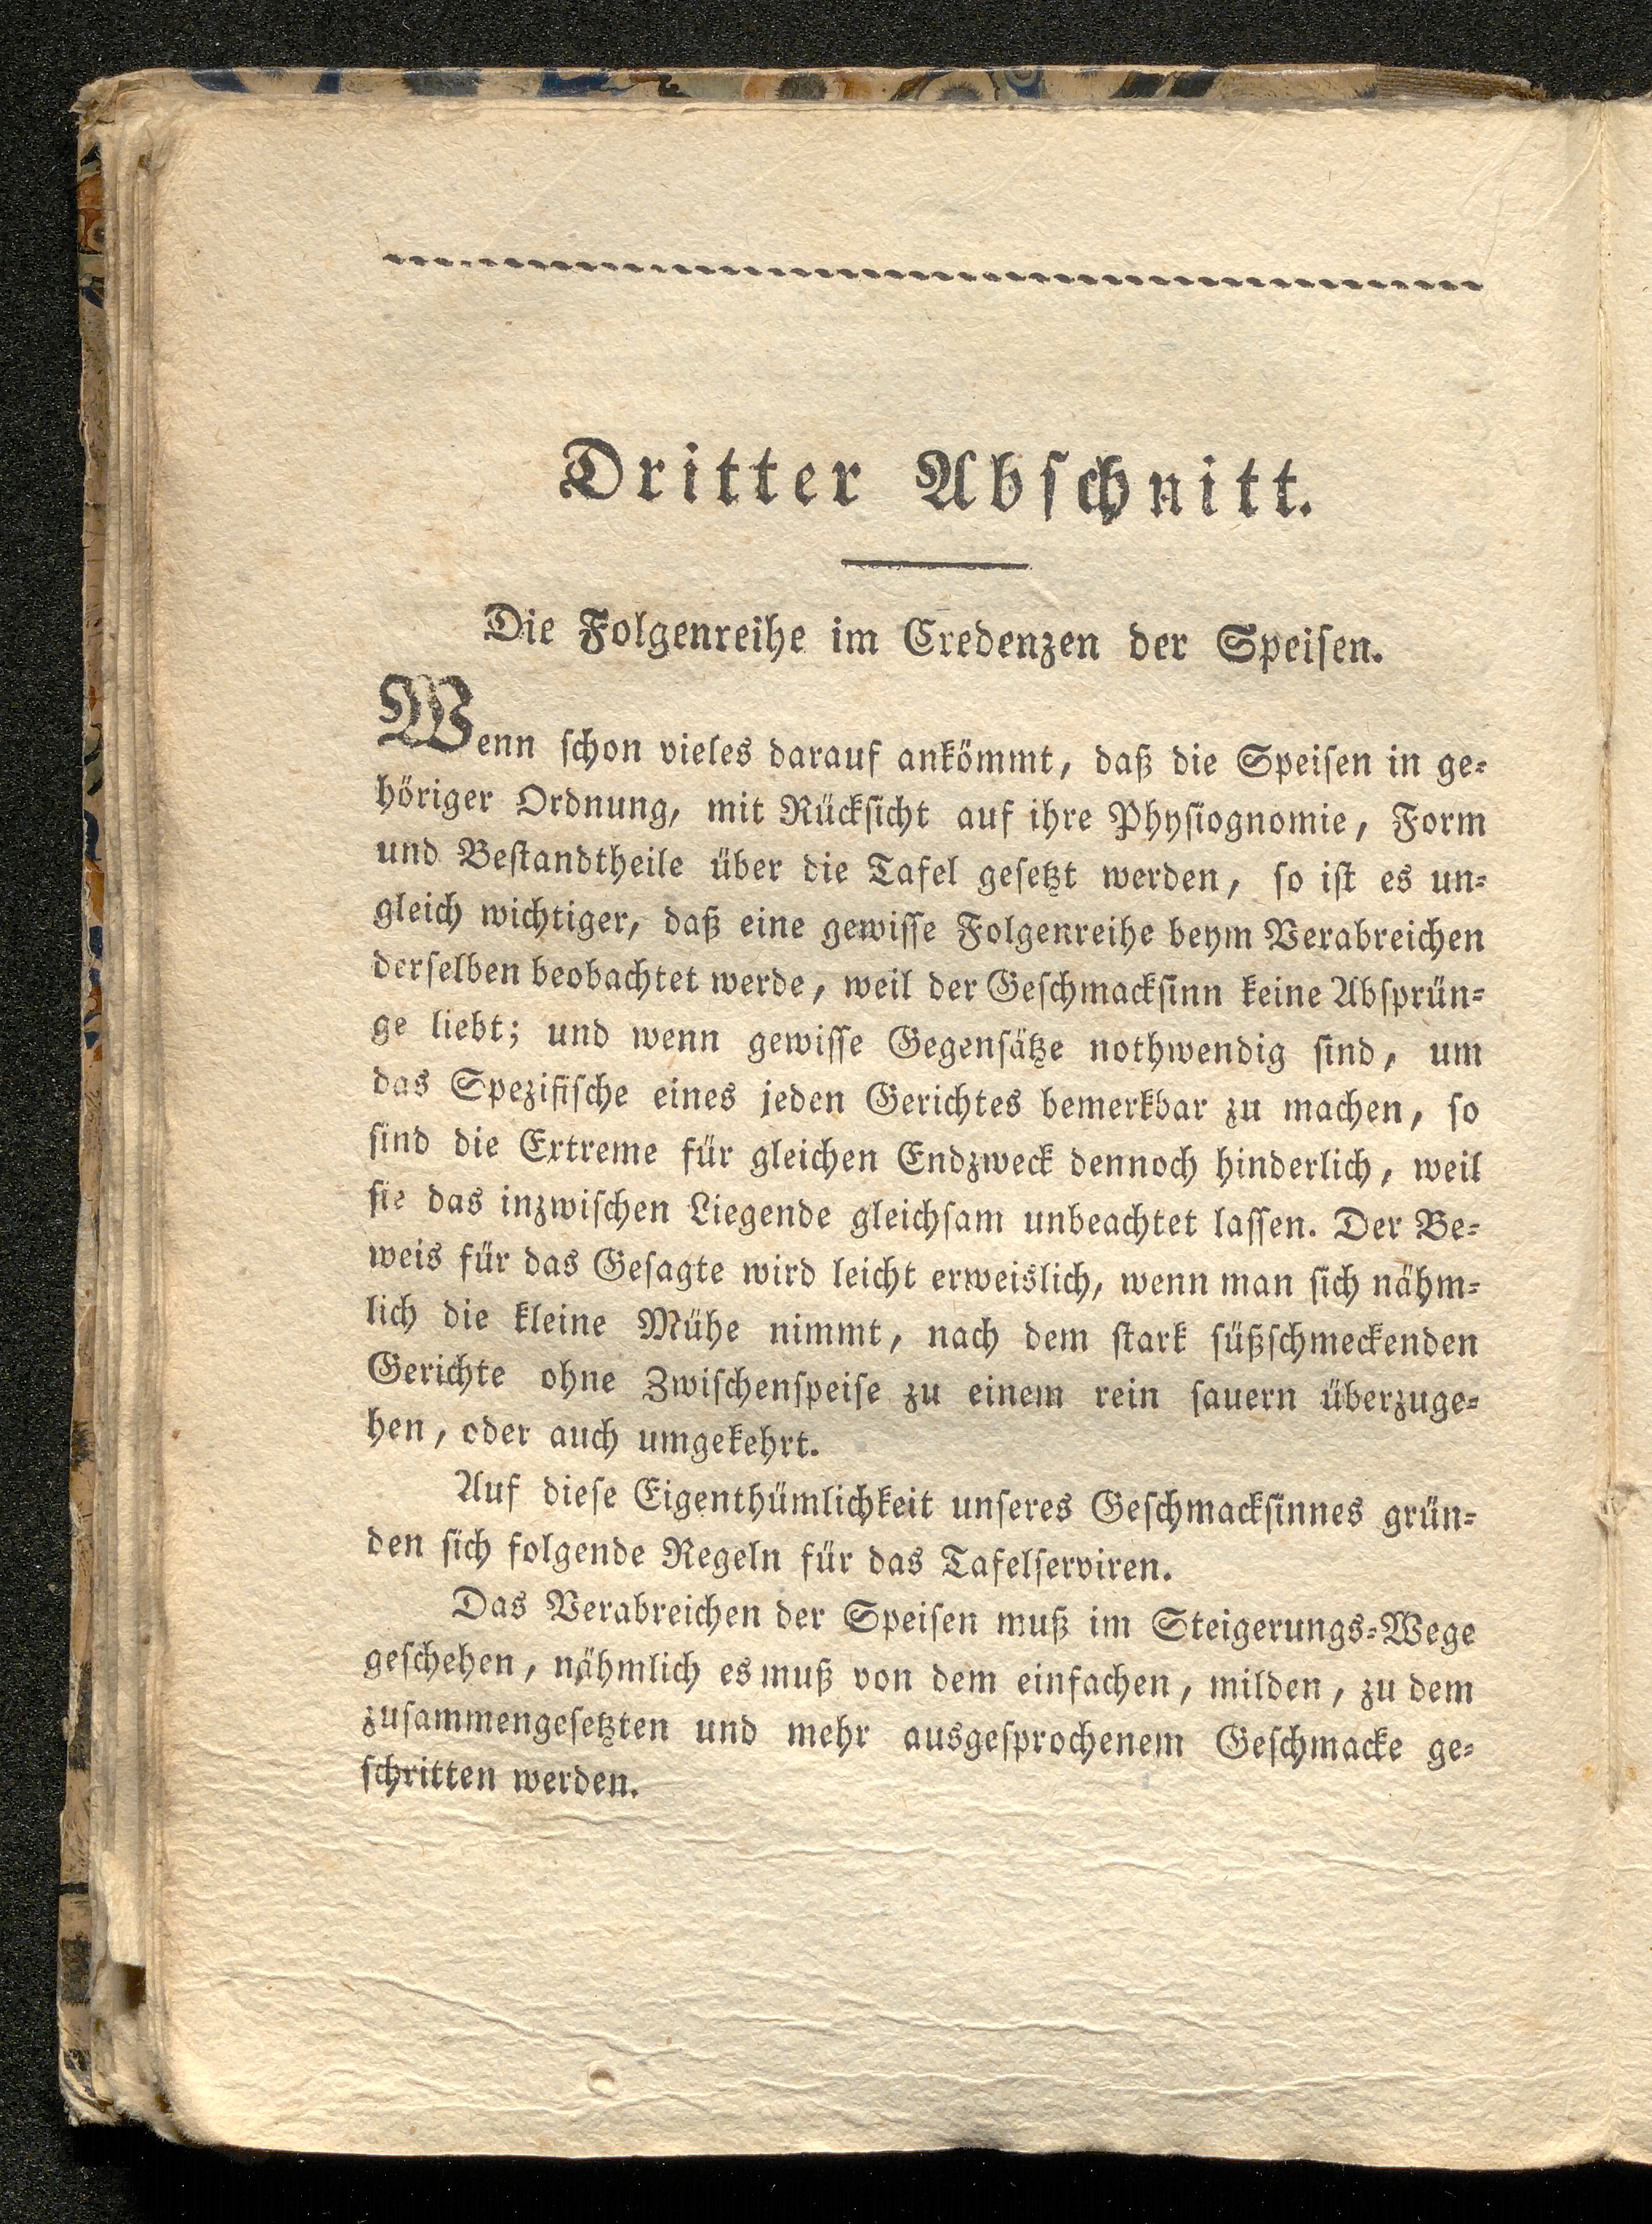 Dritter Abschnitt.
Die Folgenreihe im Credenzen der Speisen.
Wenn schon vieles darauf ankömmt, daß die Speisen in ge-
höriger Ordnung, mit Rücksicht auf ihre Physiognomie, Form
und Bestandtheile über die Tafel gesetzt werden, so ist es un-
gleich wichtiger, daß eine gewisse Folgenreihe beym Verabreichen
derselben beobachtet werde, weil der Geschmacksinn keine Absprün-
ge liebt; und wenn gewisse Gegensätze nothwendig sind, um
das Spezifische eines jeden Gerichtes bemerkbar zu machen, so
sind die Extreme für gleichen Endzweck dennoch hinderlich, weil
sie das inzwischen Liegende gleichsam unbeachtet lassen. Der Be-
weis für das Gesagte wird leicht erweislich, wenn man sich nähm-
lich die kleine Mühe nimmt, nach dem stark süßschmeckenden
Gerichte ohne Zwischenspeise zu einem rein sauern überzuge-
hen, oder auch umgekehrt.
Auf diese Eigenthümlichkeit unseres Geschmacksinnes grün-
den sich folgende Regeln für das Tafelserviren.
Das Verabreichen der Speisen muß im Steigerungs-Wege
geschehen, nähmlich es muß von dem einfachen, milden, zu dem
zusammengesetzten und mehr ausgesprochenem Geschmacke ge-
schritten werden.